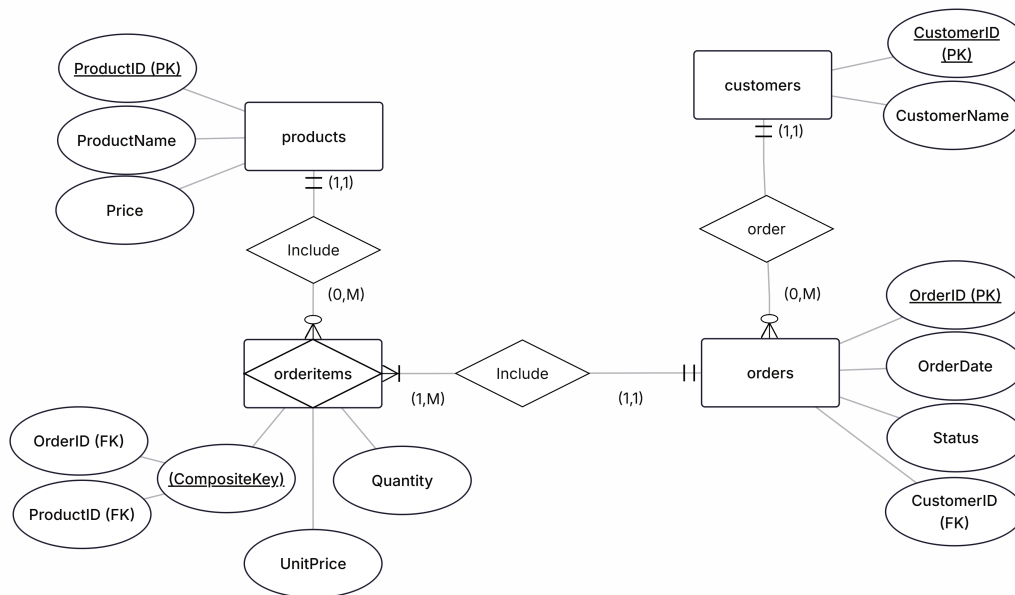 ProductID (PK)
ProductName
Price
products
(1,1)
Include
(0,M)
customers
CustomerID
(PK)
CustomerName
(1,1)
order
(0,M)
orderitems
(1,M)
Include
(1,1)
orders
OrderID (PK)
OrderDate
Status
CustomerID
(FK)
OrderID (FK)
ProductID (FK)
(CompositeKey)
Quantity
UnitPrice